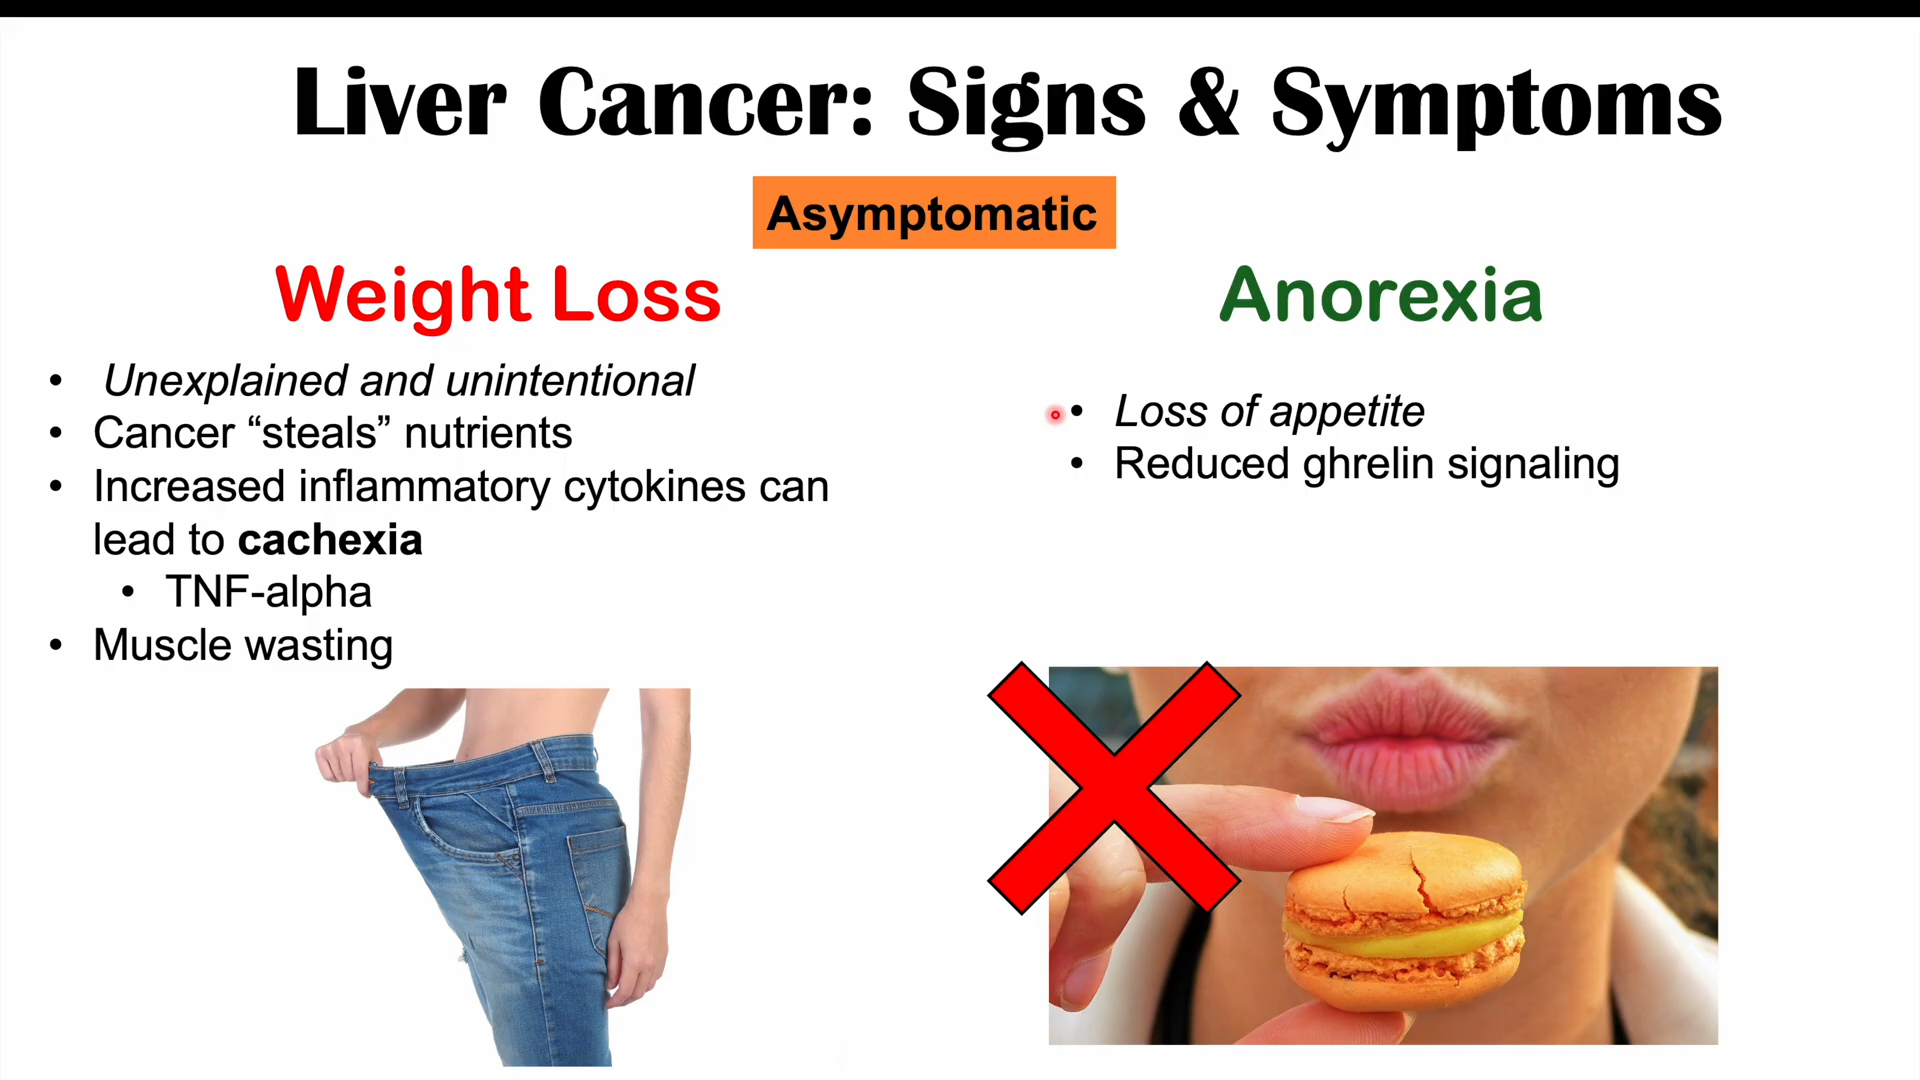 Liver Cancer: Signs & Symptoms
Asymptomatic
Weight Loss
• Unexplained and unintentional
• Cancer “steals” nutrients
• Increased inflammatory cytokines can
lead to cachexia
• TNF-alpha
• Muscle wasting
Anorexia
• Loss of appetite
• Reduced ghrelin signaling